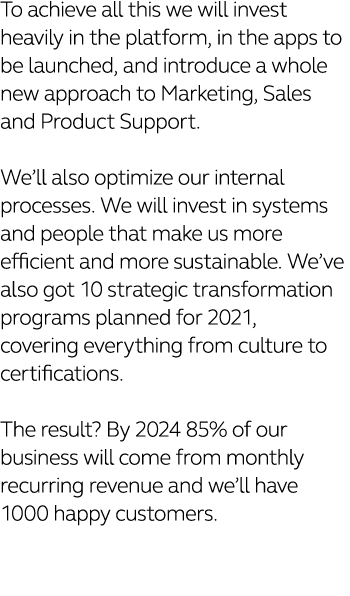 To achieve all this we will invest
heavily in the platform, in the apps to
be launched, and introduce a whole
new approach to Marketing, Sales
and Product Support.

We’ll also optimize our internal
processes. We will invest in systems
and people that make us more
efficient and more sustainable. We’ve
also got 10 strategic transformation
programs planned for 2021,
covering everything from culture to
certifications.

The result? By 2024 85% of our
business will come from monthly
recurring revenue and we’ll have
1000 happy customers.